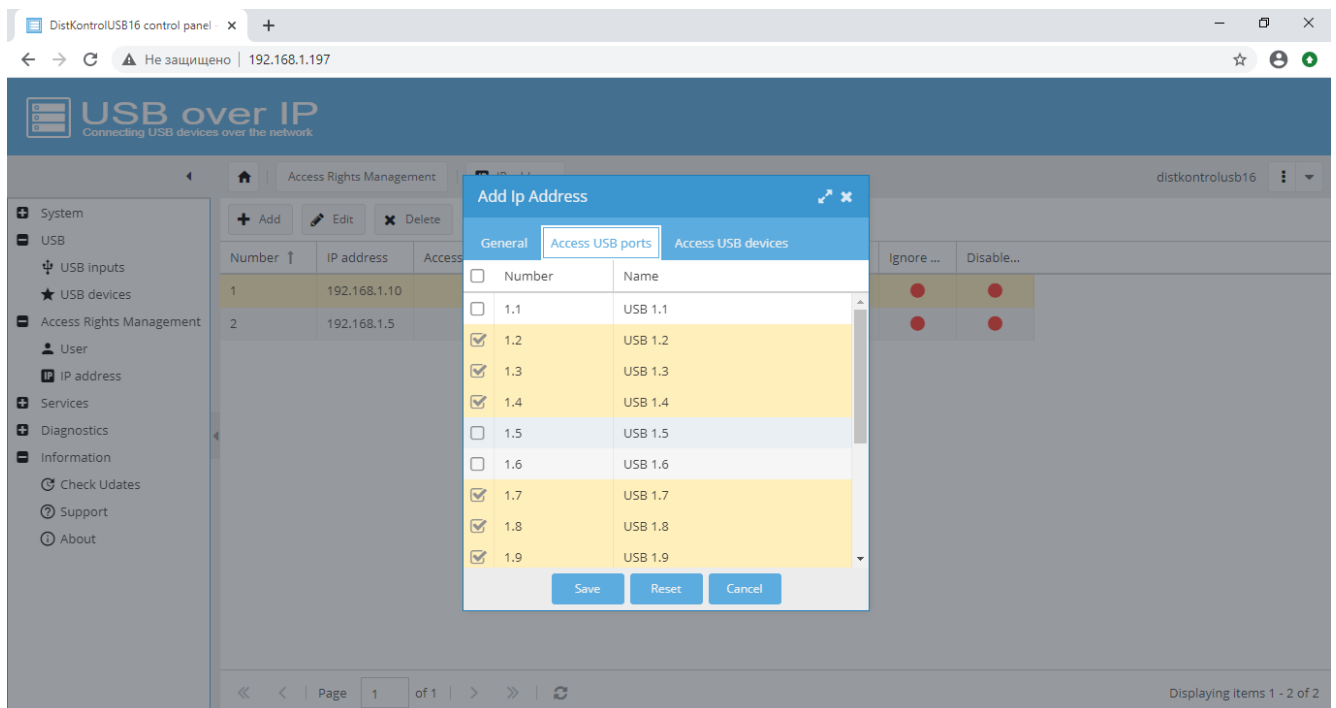 DistKontrolUSB16 control panel -
Не защищено | 192.168.1.197
USB over IP
Connecting USB devices over the network
Access Rights Management
distkontrolusb16
System
USB
USB inputs
USB devices
Access Rights Management
User
IP address
Services
Diagnostics
Information
Check Udates
Support
About
Add Edit Delete
Number IP address Access Ignore ... Disable...
1 192.168.1.10
2 192.168.1.5
Add Ip Address
General Access USB ports Access USB devices
Number Name
1.1 USB 1.1
1.2 USB 1.2
1.3 USB 1.3
1.4 USB 1.4
1.5 USB 1.5
1.6 USB 1.6
1.7 USB 1.7
1.8 USB 1.8
1.9 USB 1.9
Save Reset Cancel
Page 1 of 1
Displaying items 1 - 2 of 2